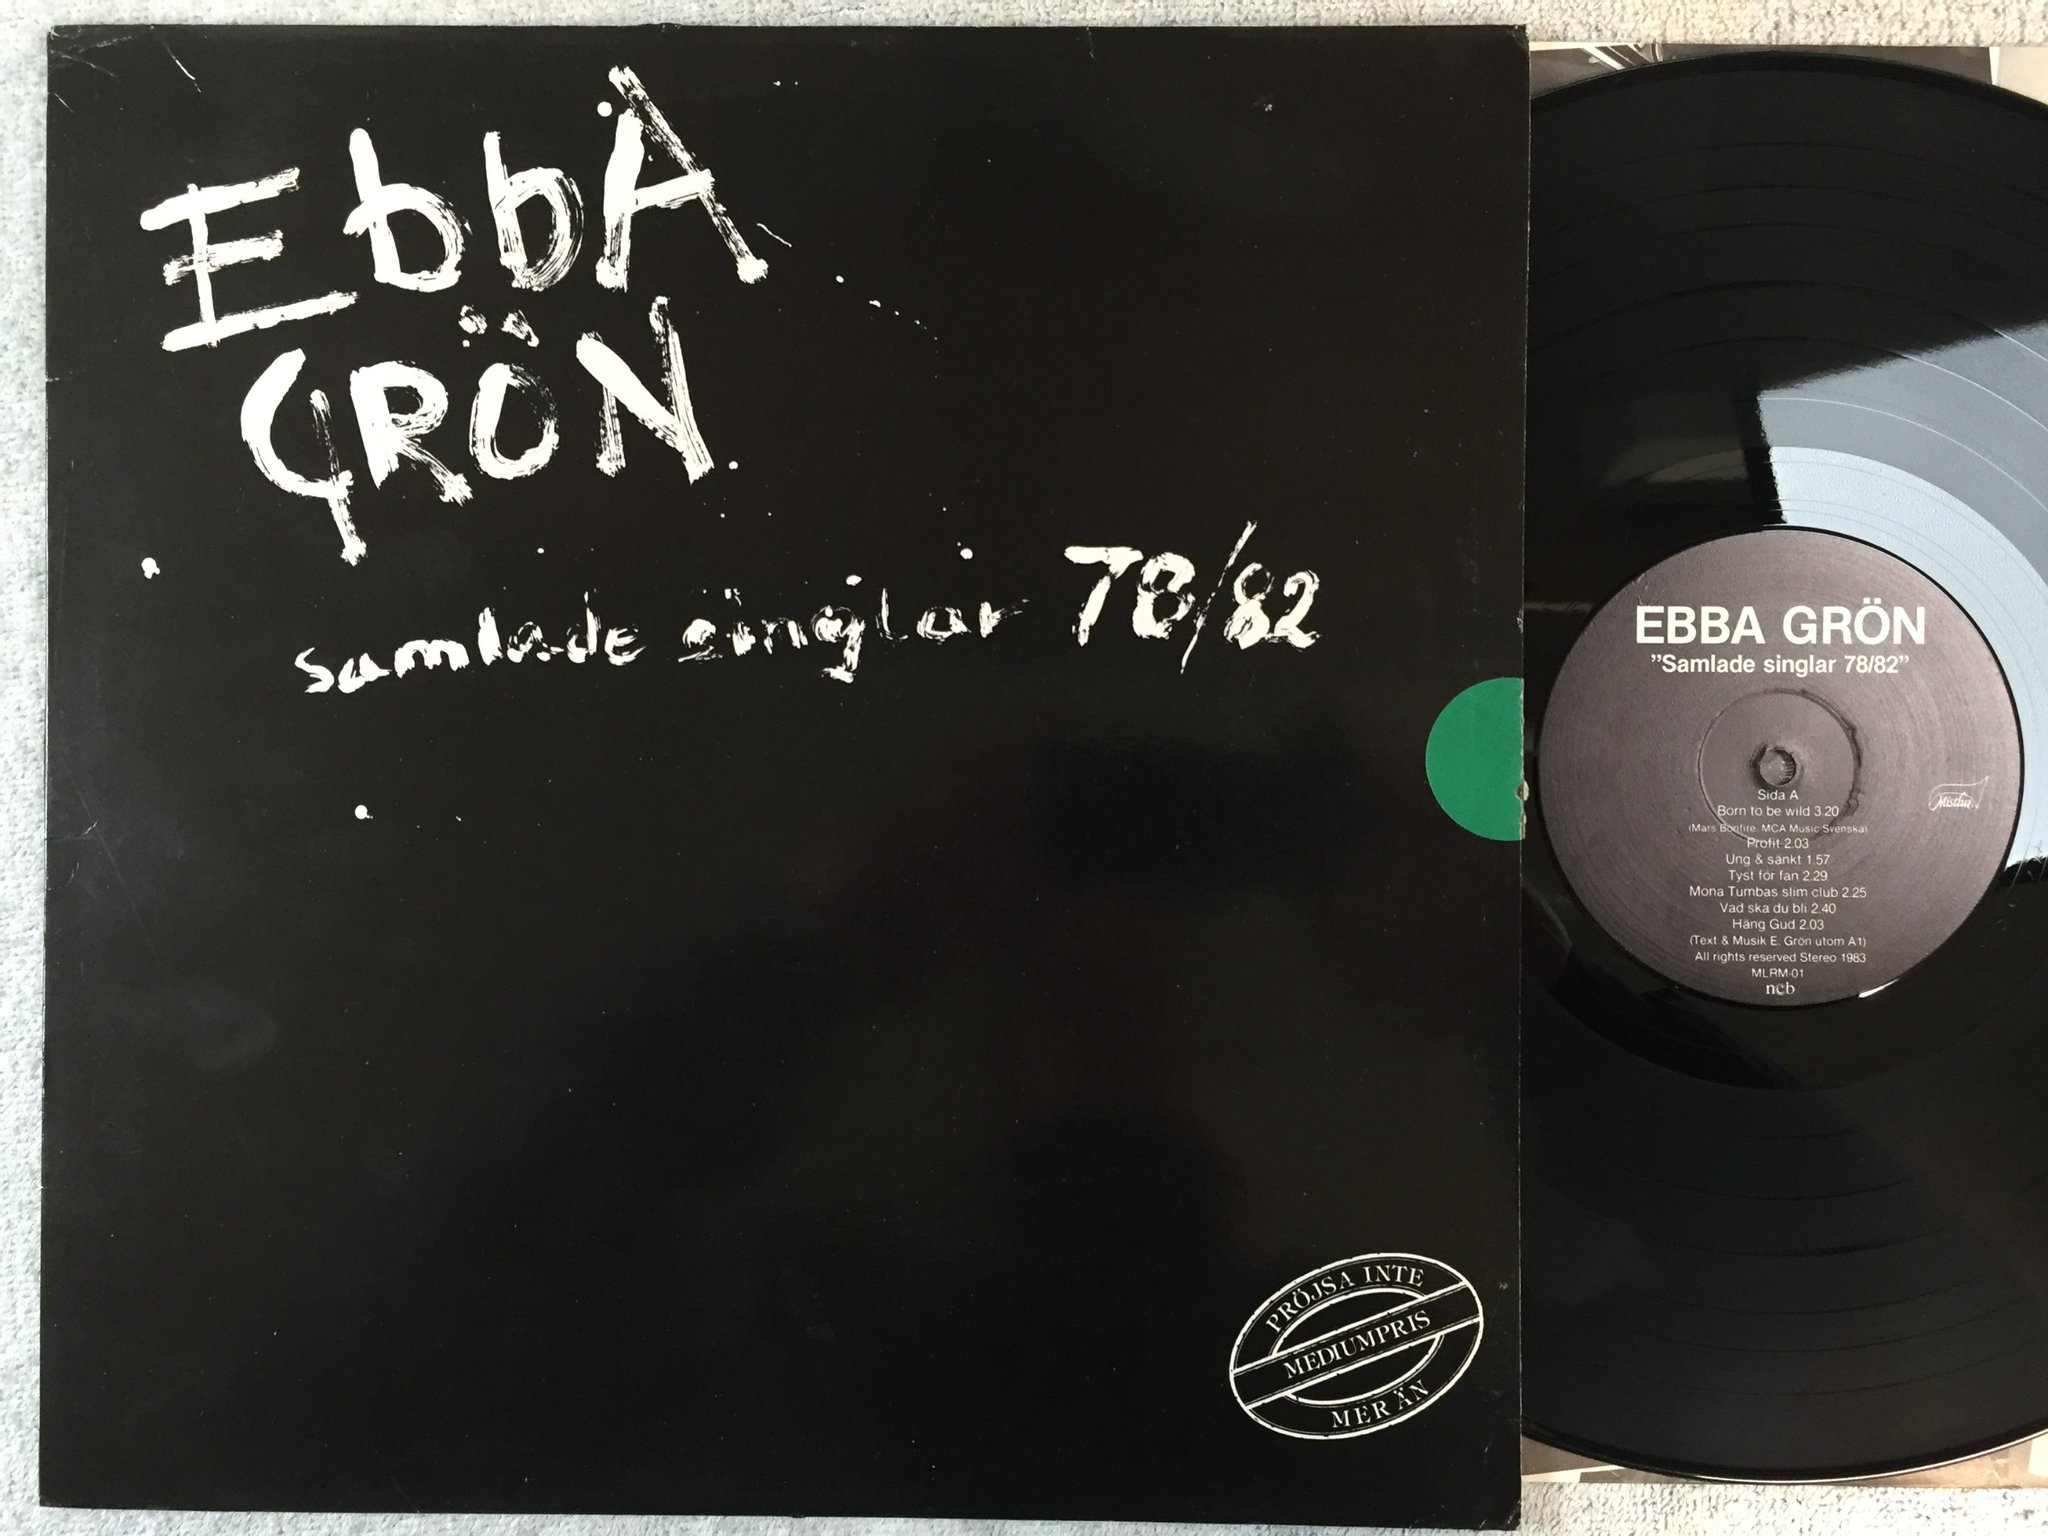 EbbA
GRÖN
samlade singlar 78/82
PRÖJSA INTE
MEDIUMPRIS
MER ÄN
EBBA GRÖN
”Samlade singlar 78/82”
Sida A
Born to be wild 3.20
(Mars Bonfire. MCA Music Svenska)
Profit 2.03
Ung & sänkt 1.57
Tyst för fan 2.29
Mona Tumbas slim club 2.25
Vad ska du bli 2.40
Häng Gud 2.03
(Text & Musik E. Grön utom A1)
All rights reserved Stereo 1983
MLRM-01
ncb
Mistlur